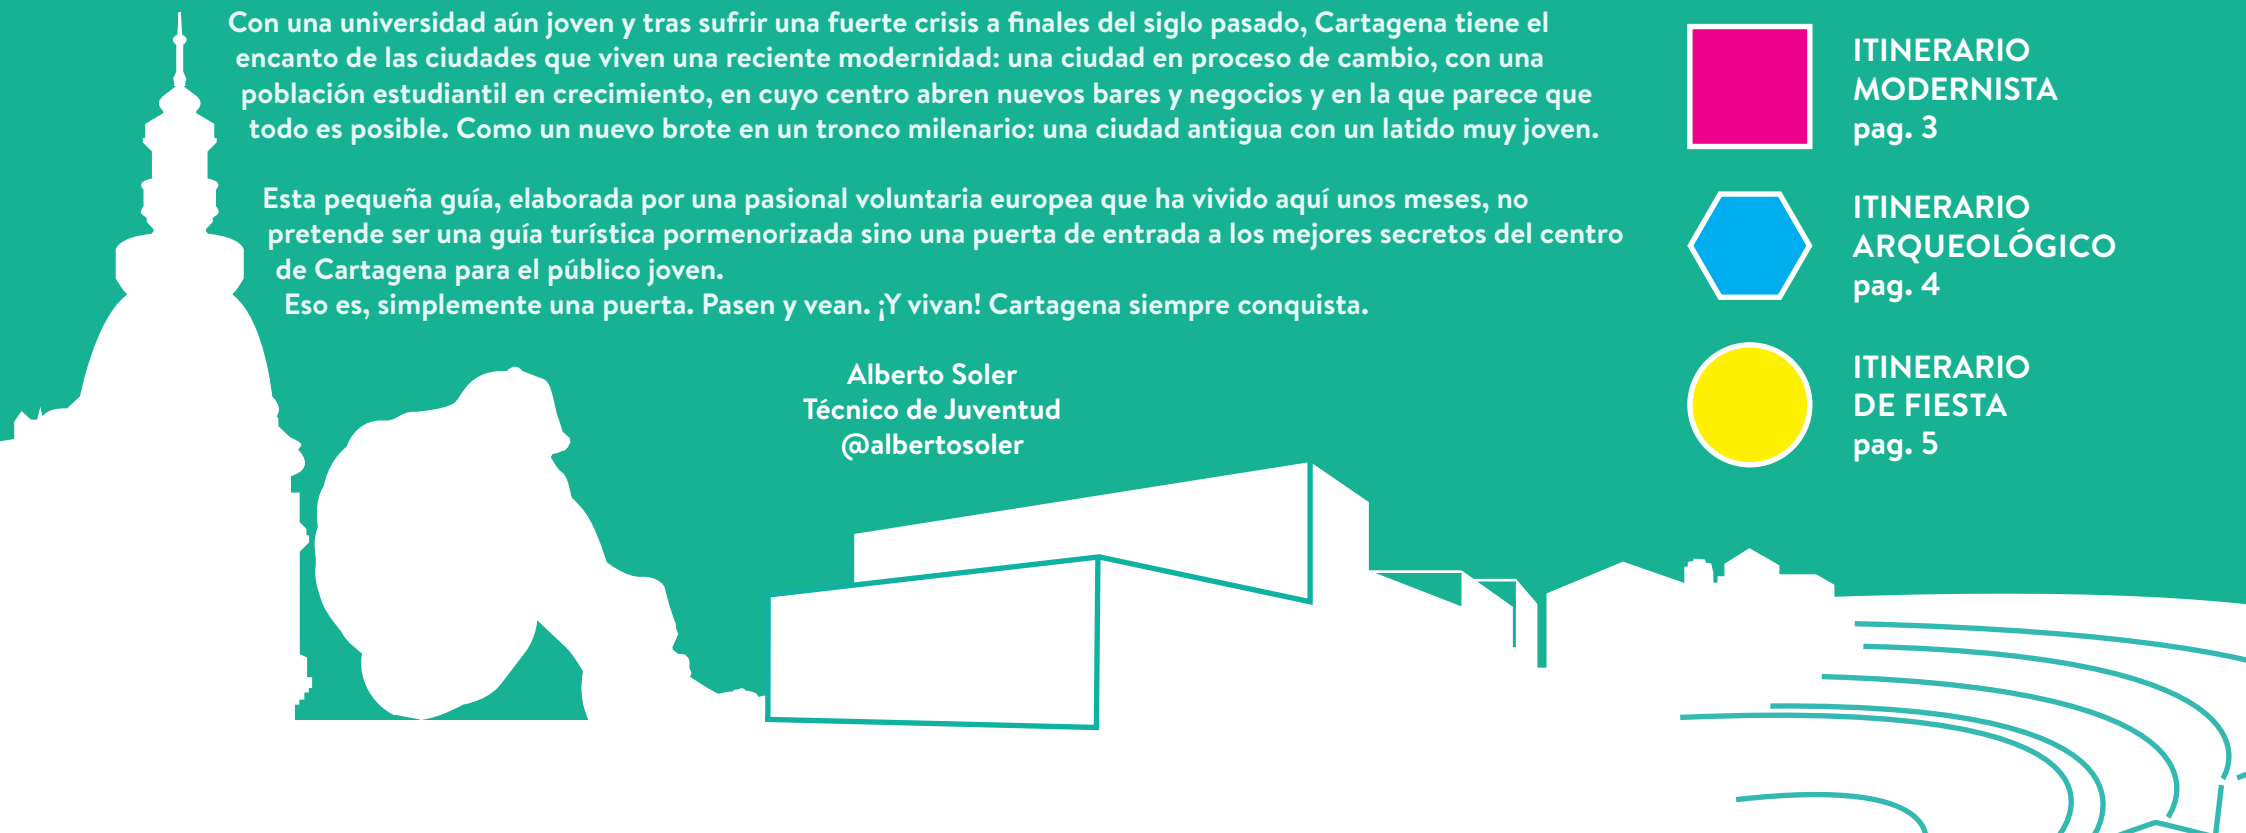 Con una universidad aún joven y tras sufrir una fuerte crisis a finales del siglo pasado, Cartagena tiene el
encanto de las ciudades que viven una reciente modernidad: una ciudad en proceso de cambio, con una
población estudiantil en crecimiento, en cuyo centro abren nuevos bares y negocios y en la que parece que
todo es posible. Como un nuevo brote en un tronco milenario: una ciudad antigua con un latido muy joven.
Esta pequeña guía, elaborada por una pasional voluntaria europea que ha vivido aquí unos meses, no
pretende ser una guía turística pormenorizada sino una puerta de entrada a los mejores secretos del centro
de Cartagena para el público joven.
Eso es, simplemente una puerta. Pasen y vean. ¡Y vivan! Cartagena siempre conquista.
Alberto Soler
Técnico de Juventud
@albertosoler
ITINERARIO
MODERNISTA
pag. 3
ITINERARIO
ARQUEOLÓGICO
pag. 4
ITINERARIO
DE FIESTA
pag. 5